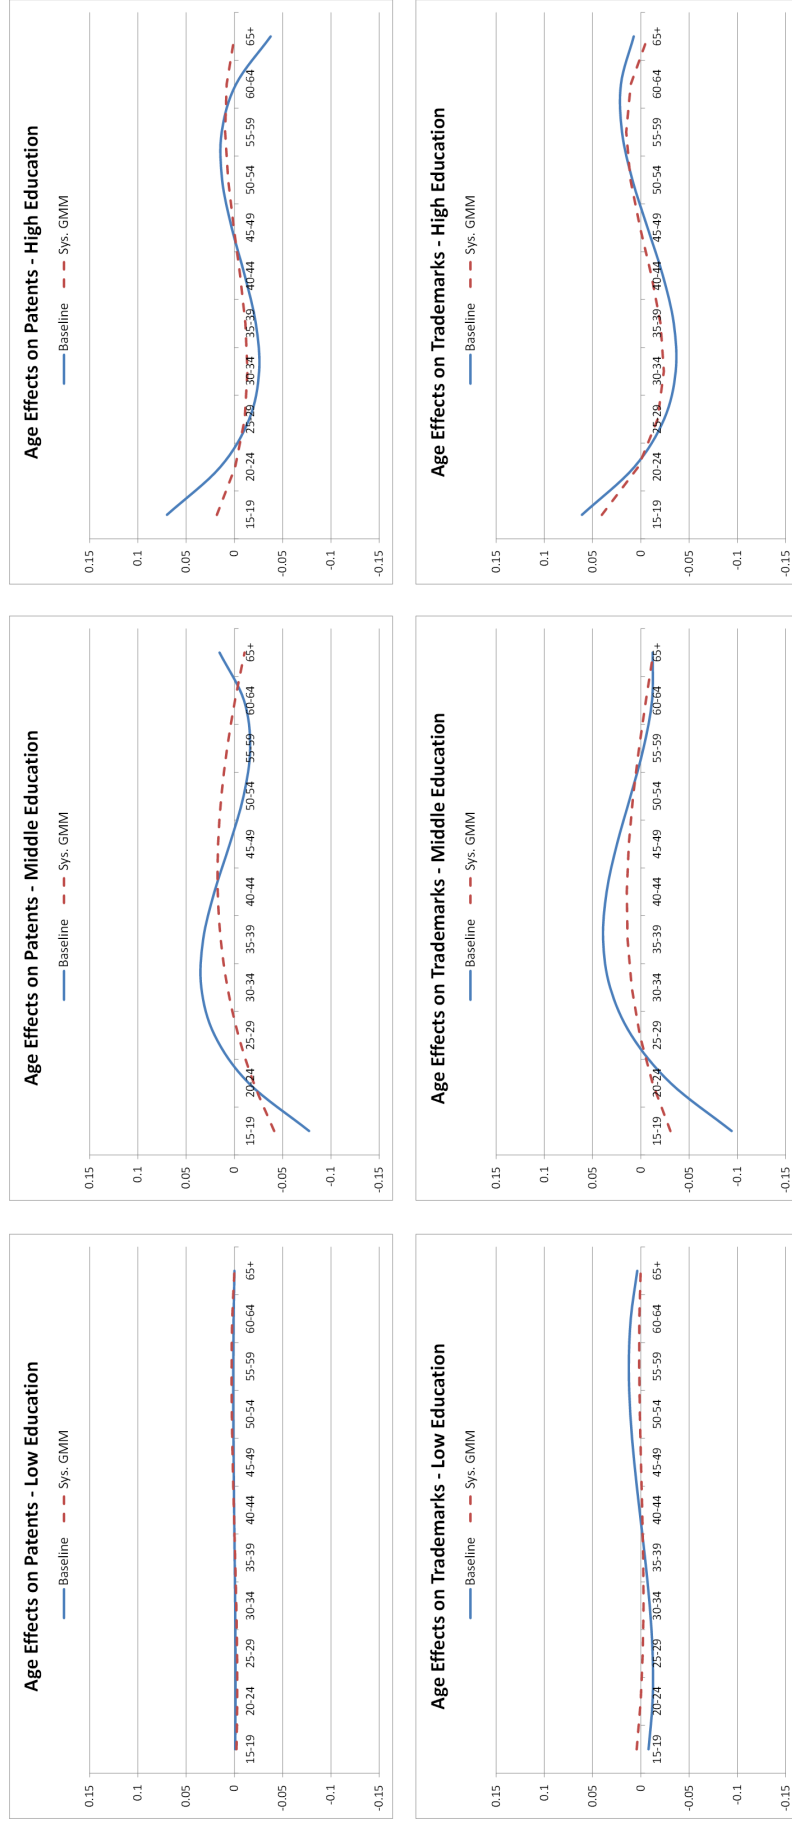 Age Effects on Patents - Low Education
Baseline Sys. GMM
0.15
0.1
0.05
0
-0.05
-0.1
-0.15
15-19 20-24 25-29 30-34 35-39 40-44 45-49 50-54 55-59 60-64 65+
Age Effects on Patents - Middle Education
Baseline Sys. GMM
0.15
0.1
0.05
0
-0.05
-0.1
-0.15
15-19 20-24 25-29 30-34 35-39 40-44 45-49 50-54 55-59 60-64 65+
Age Effects on Patents - High Education
Baseline Sys. GMM
0.15
0.1
0.05
0
-0.05
-0.1
-0.15
15-19 20-24 25-29 30-34 35-39 40-44 45-49 50-54 55-59 60-64 65+
Age Effects on Trademarks - Low Education
Baseline Sys. GMM
0.15
0.1
0.05
0
-0.05
-0.1
-0.15
15-19 20-24 25-29 30-34 35-39 40-44 45-49 50-54 55-59 60-64 65+
Age Effects on Trademarks - Middle Education
Baseline Sys. GMM
0.15
0.1
0.05
0
-0.05
-0.1
-0.15
15-19 20-24 25-29 30-34 35-39 40-44 45-49 50-54 55-59 60-64 65+
Age Effects on Trademarks - High Education
Baseline Sys. GMM
0.15
0.1
0.05
0
-0.05
-0.1
-0.15
15-19 20-24 25-29 30-34 35-39 40-44 45-49 50-54 55-59 60-64 65+